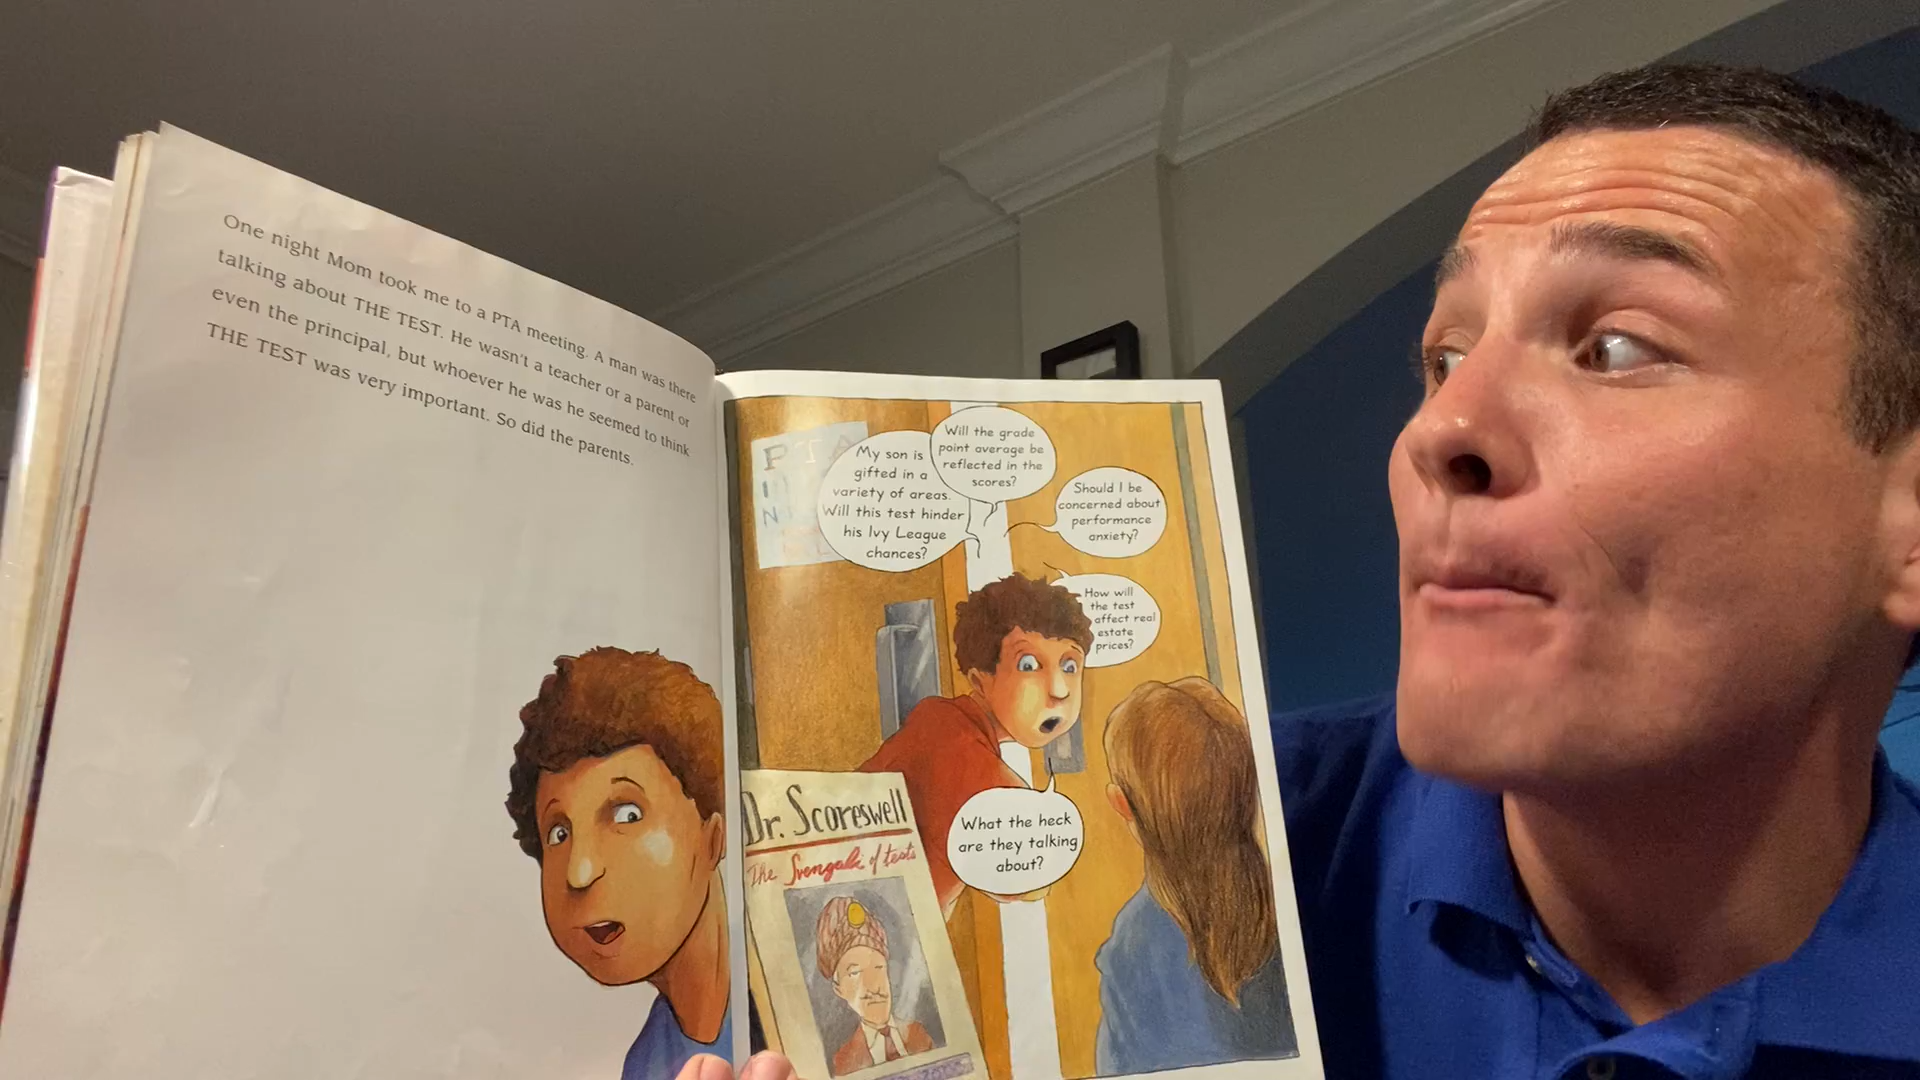 One night Mom took me to a PTA meeting. A man was there
talking about THE TEST. He wasn't a teacher or a parent or
even the principal, but whoever he was he seemed to think
THE TEST was very important. So did the parents.
PTA
My son is
gifted in a
variety of areas.
Will this test hinder
his Ivy League
chances?
Will the grade
point average be
reflected in the
scores?
Should I be
concerned about
performance
anxiety?
How will
the test
affect real
estate
prices?
What the heck
are they talking
about?
Dr. Scoreswell
The Svengali of tests